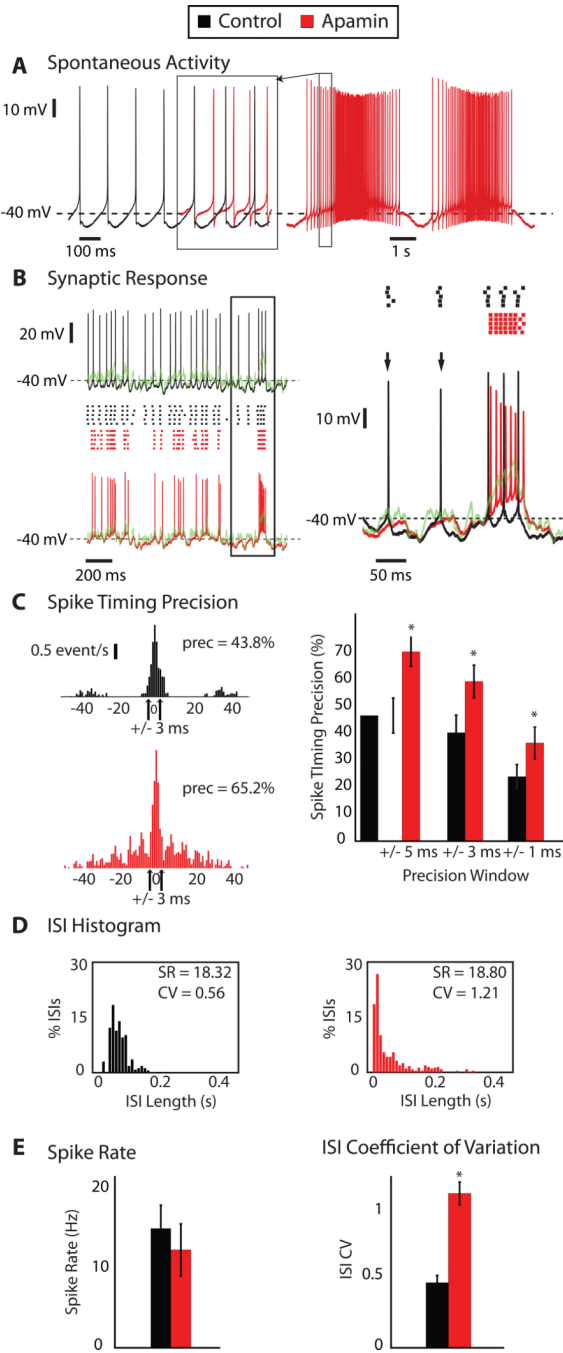 Control Apamin
A Spontaneous Activity
10 mV
-40 mV
100 ms 1 s
B Synaptic Response
20 mV
-40 mV
10 mV
-40 mV
-40 mV
200 ms
50 ms
C Spike Timing Precision
0.5 event/s
prec = 43.8%
-40 -20 0 20 40
+/- 3 ms
prec = 65.2%
-40 -20 0 20 40
+/- 3 ms
Spike TIming Precision (%)
70
60
50
40
30
20
10
0
* * *
+/- 5 ms +/- 3 ms +/- 1 ms
Precision Window
D ISI Histogram
% ISIs
30
15
0
SR = 18.32
CV = 0.56
0.2 0.4
ISI Length (s)
% ISIs
30
15
0
SR = 18.80
CV = 1.21
0 0.2 0.4
ISI Length (s)
E Spike Rate
Spike Rate (Hz)
20
10
0
ISI Coefficient of Variation
ISI CV
1
0.5
0
*